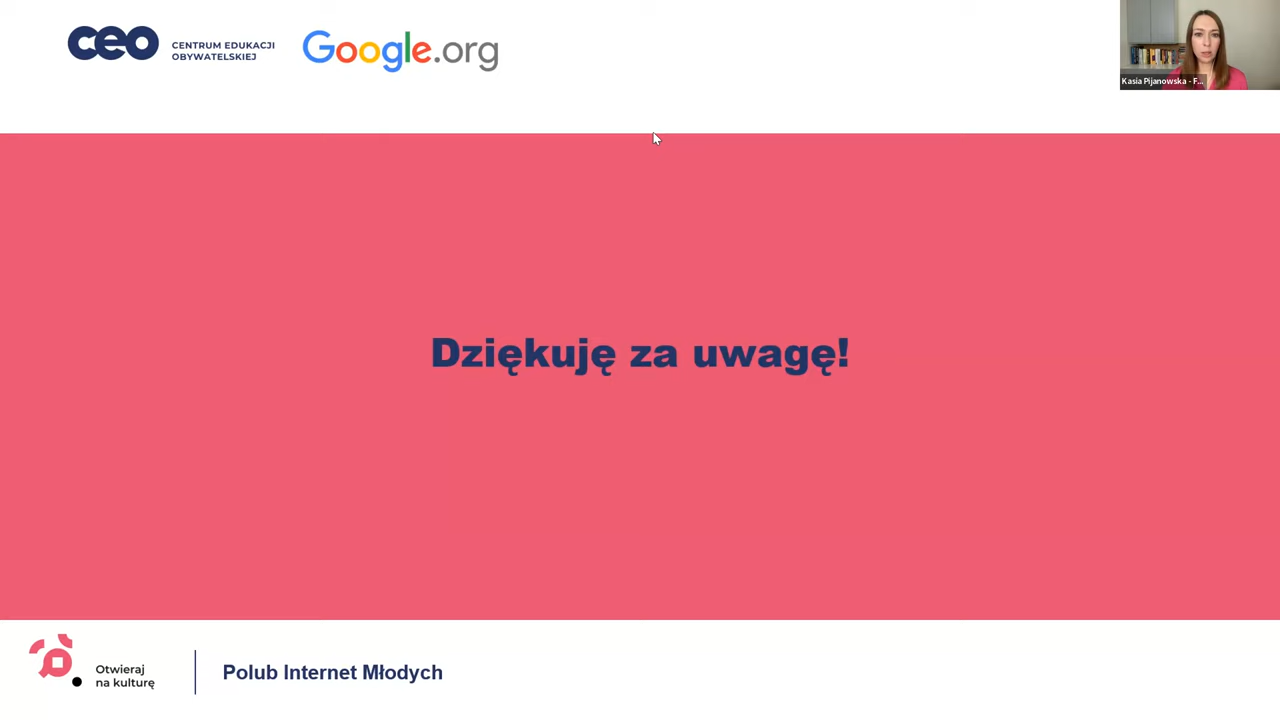 ceo
CENTRUM EDUKACJI
OBYWATELSKIEJ
Google.org
Kasia Pijanowska - F...
Dziękuję za uwagę!
Otwieraj
na kulturę
Polub Internet Młodych